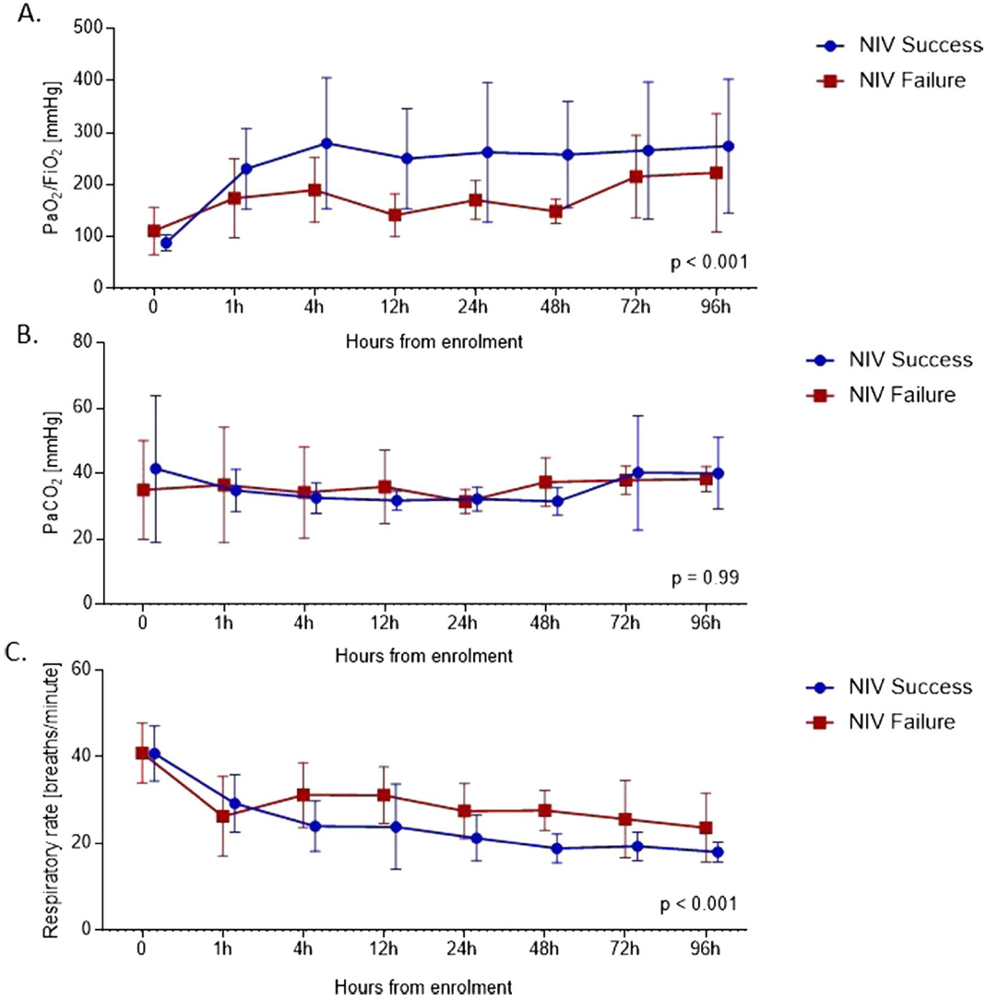 A.
PaO₂/FiO₂ [mmHg]
500
400
300
200
100
0
0 1h 4h 12h 24h 48h 72h 96h
Hours from enrolment
p < 0.001
NIV Success
NIV Failure
B.
PaCO₂ [mmHg]
80
60
40
20
0
0 1h 4h 12h 24h 48h 72h 96h
Hours from enrolment
p = 0.99
NIV Success
NIV Failure
C.
Respiratory rate [breaths/minute]
60
40
20
0
0 1h 4h 12h 24h 48h 72h 96h
Hours from enrolment
p < 0.001
NIV Success
NIV Failure